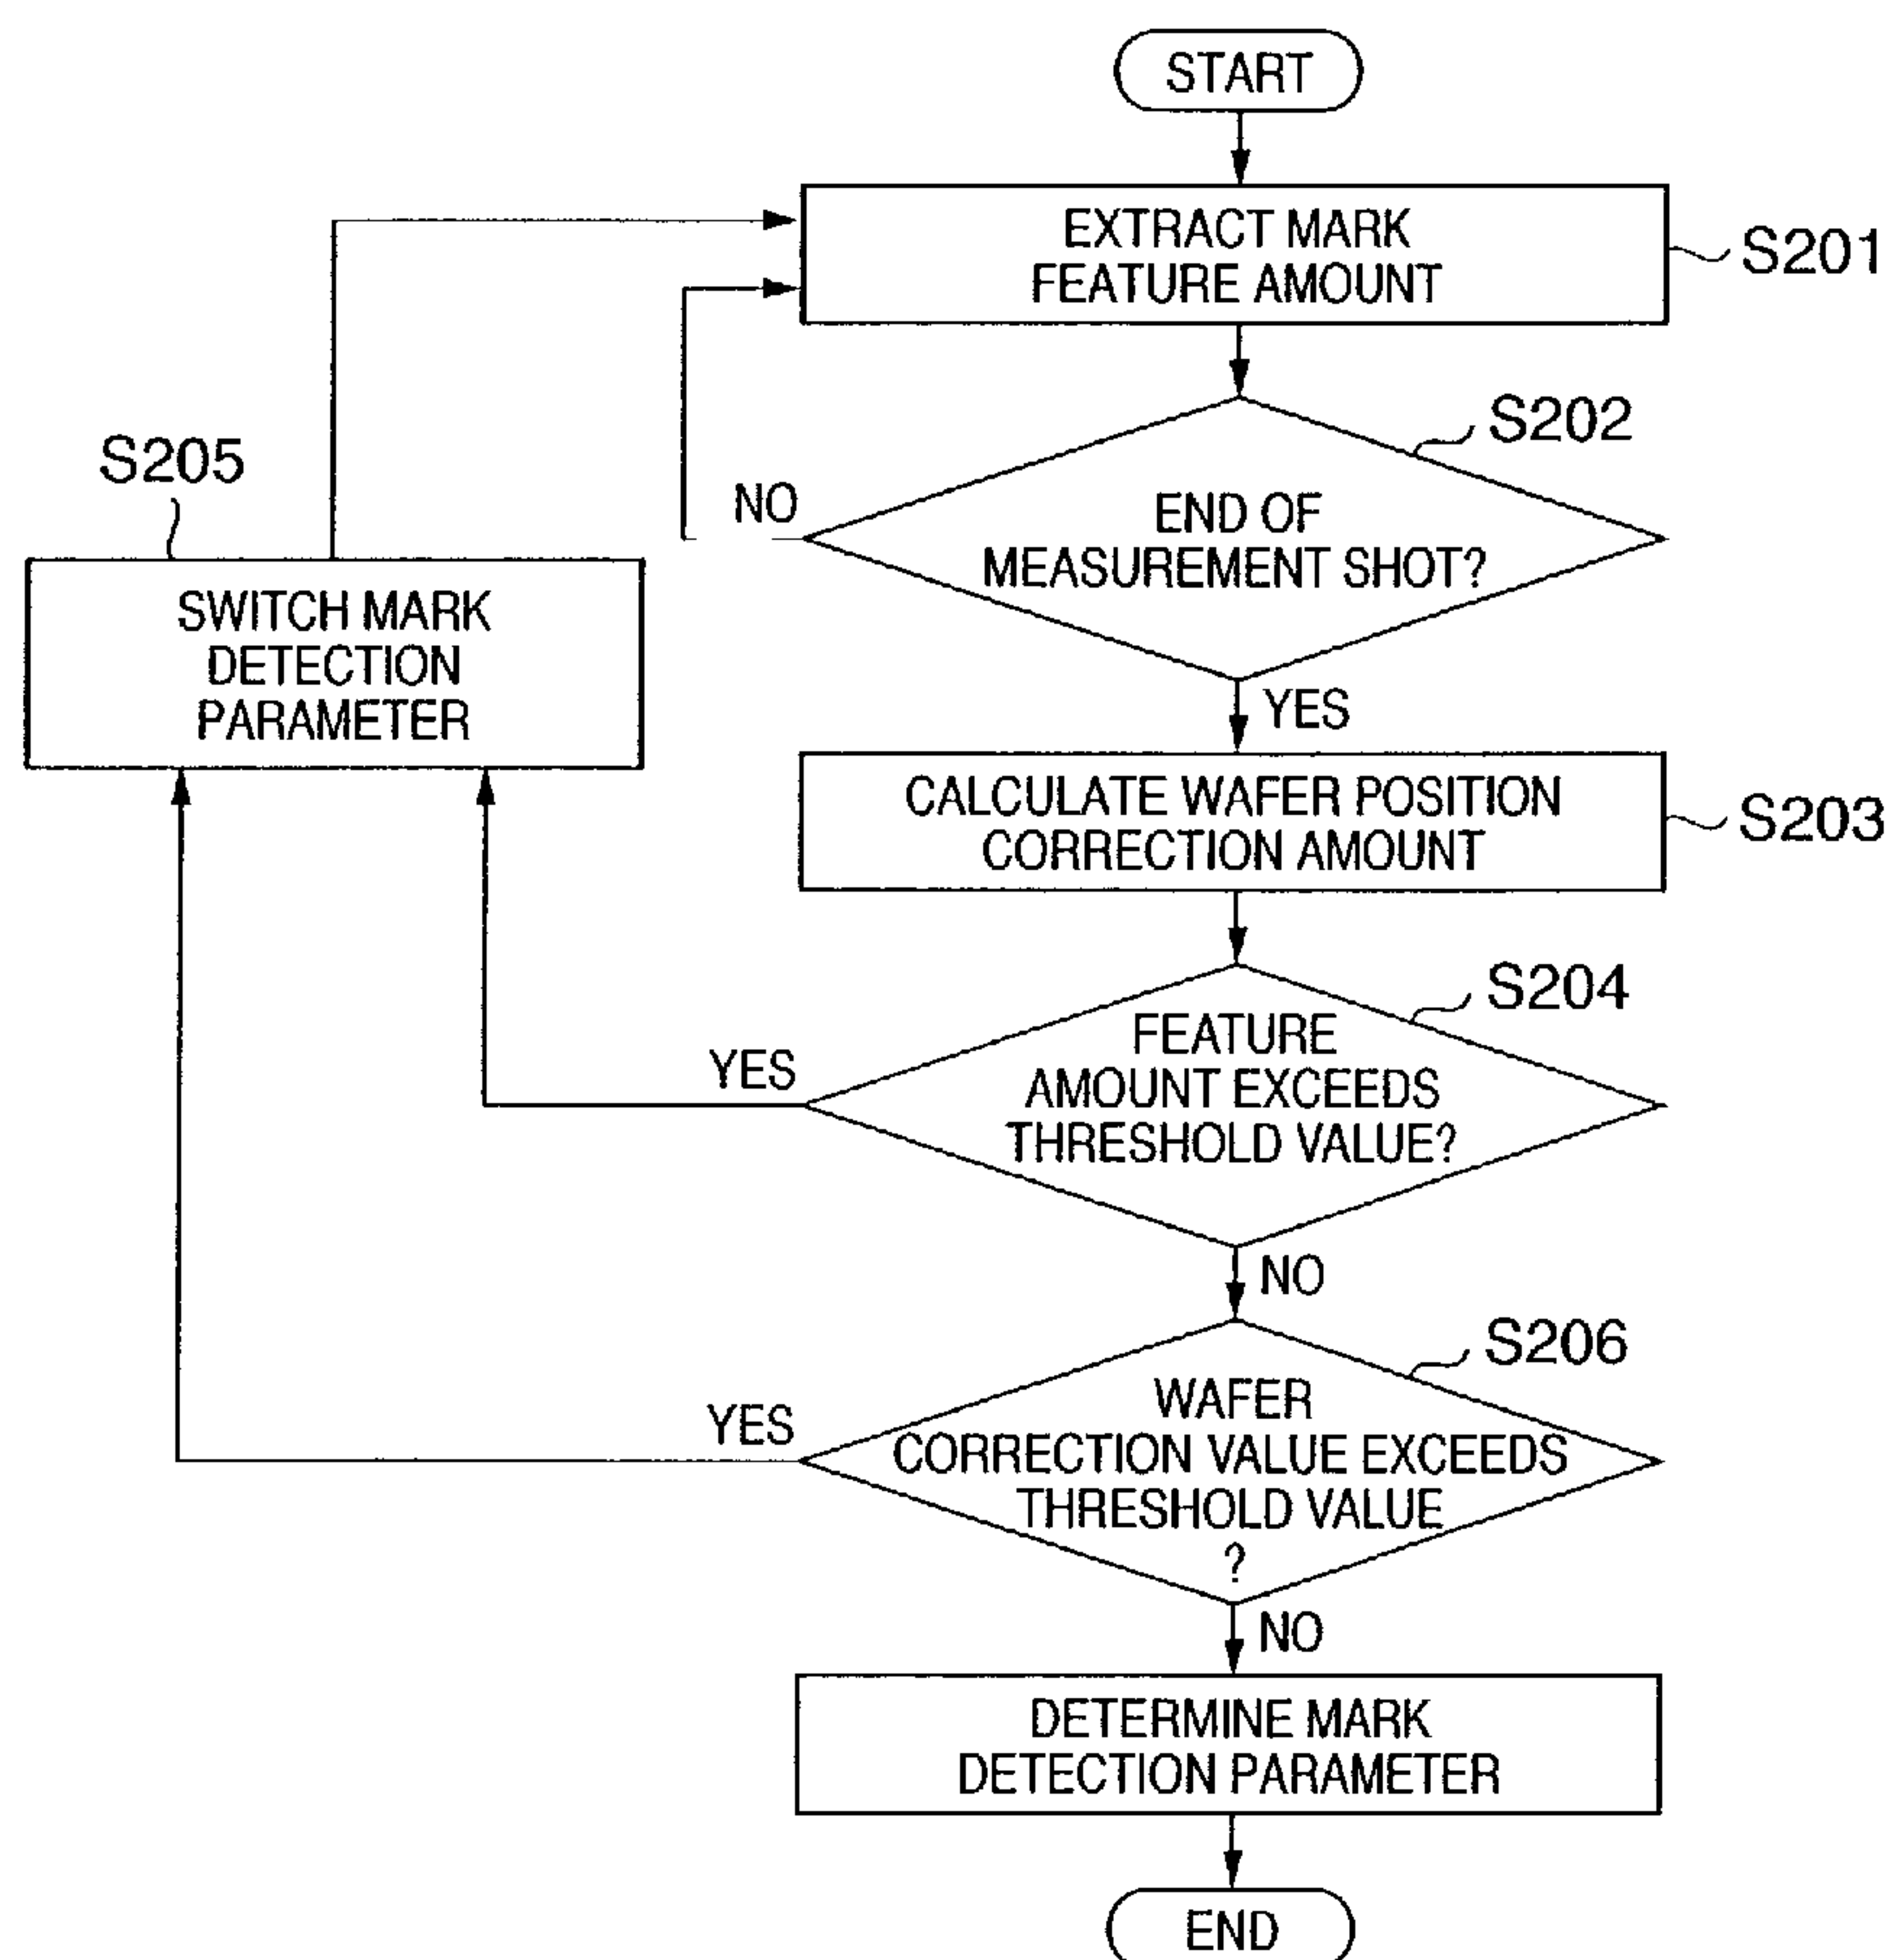 START
EXTRACT MARK
FEATURE AMOUNT
S201
S202
END OF
MEASUREMENT SHOT?
NO
YES
S205
SWITCH MARK
DETECTION
PARAMETER
CALCULATE WAFER POSITION
CORRECTION AMOUNT
S203
S204
FEATURE
AMOUNT EXCEEDS
THRESHOLD VALUE?
YES
NO
S206
WAFER
CORRECTION VALUE EXCEEDS
THRESHOLD VALUE
?
YES
NO
DETERMINE MARK
DETECTION PARAMETER
END